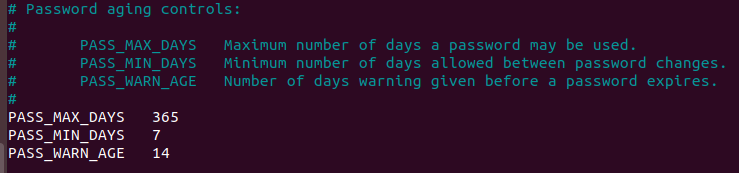 # Password aging controls:
#
#       PASS_MAX_DAYS   Maximum number of days a password may be used.
#       PASS_MIN_DAYS   Minimum number of days allowed between password changes.
#       PASS_WARN_AGE   Number of days warning given before a password expires.
#
PASS_MAX_DAYS   365
PASS_MIN_DAYS   7
PASS_WARN_AGE   14